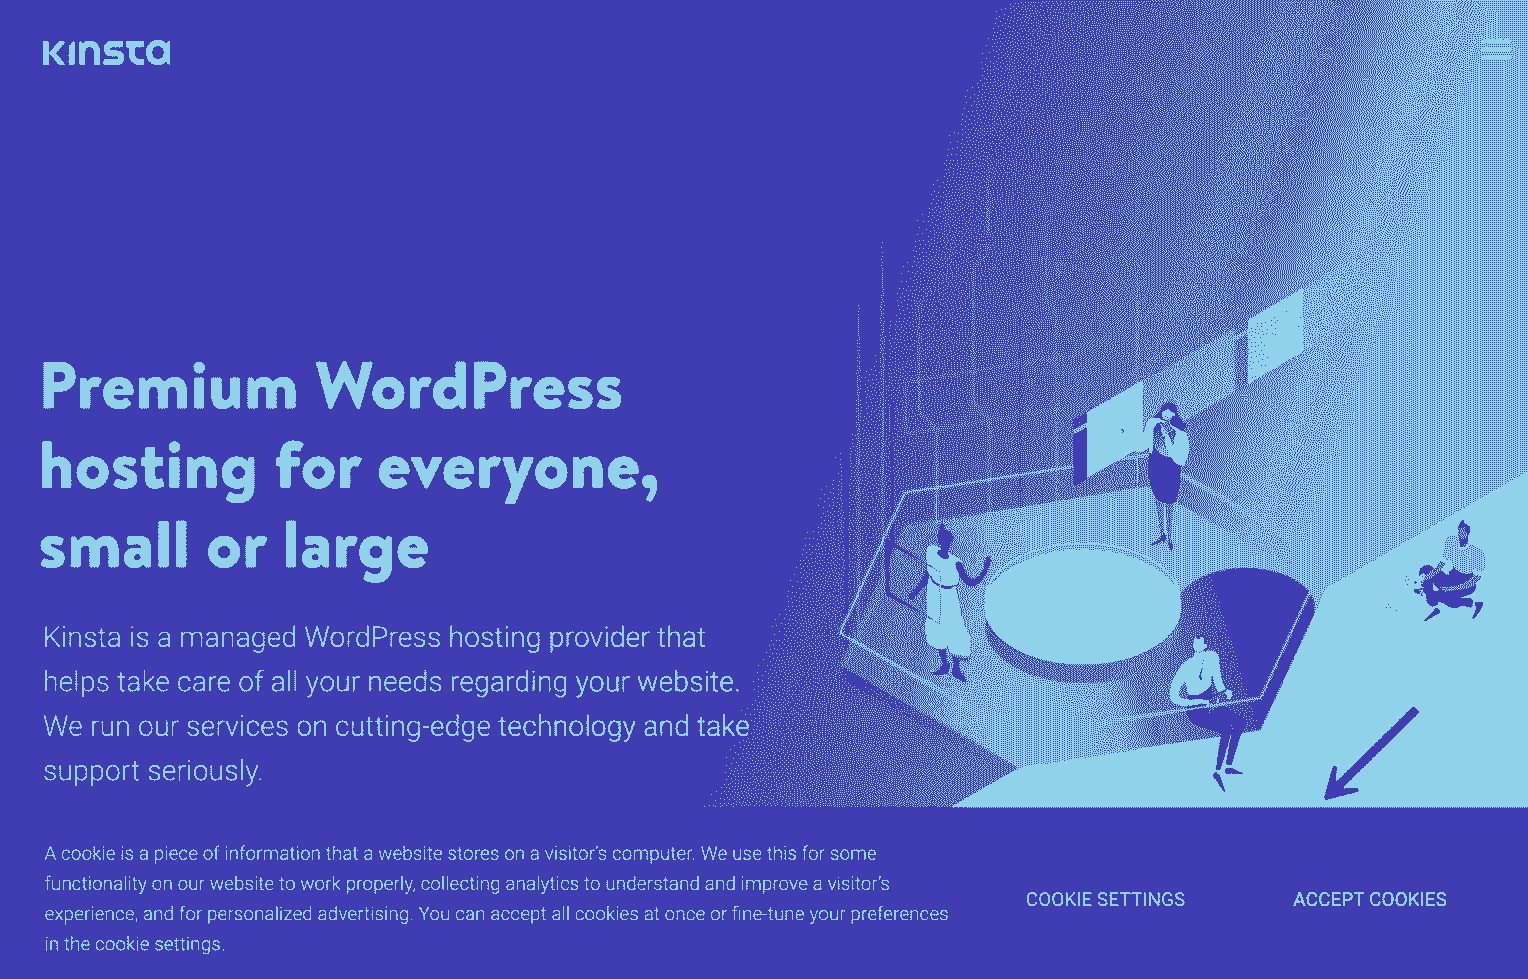 Kinsta
Premium WordPress
hosting for everyone,
small or large
Kinsta is a managed WordPress hosting provider that
helps take care of all your needs regarding your website.
We run our services on cutting-edge technology and take
support seriously.
A cookie is a piece of information that a website stores on a visitor's computer. We use this for some
functionality on our website to work properly, collecting analytics to understand and improve a visitor's
experience, and for personalized advertising. You can accept all cookies at once or fine-tune your preferences
in the cookie settings.
COOKIE SETTINGS
ACCEPT COOKIES